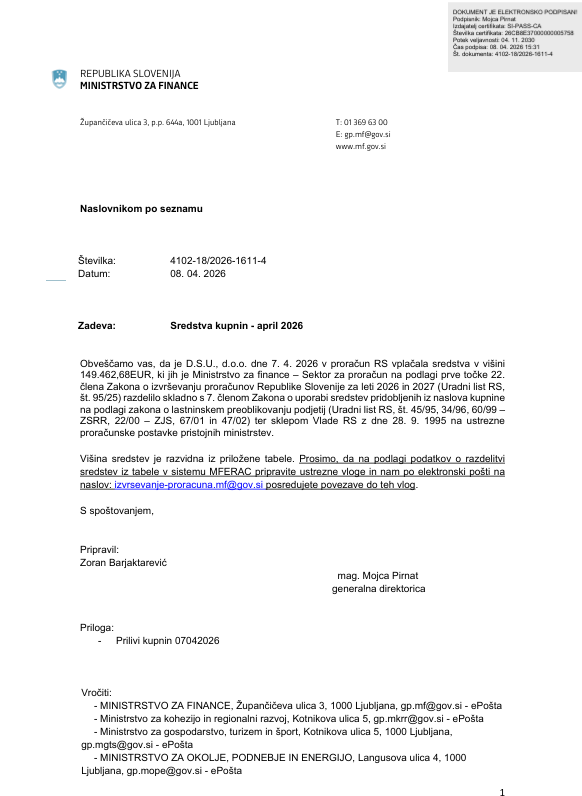 DOKUMENT JE ELEKTRONSKO PODPISAN!
Podpisnik: Mojca Pirnat
Izdajatelj certifikata: SI-PASS-CA
Številka certifikata: 26CB8E37000000005758
Potek veljavnosti: 04. 11. 2030
Čas podpisa: 08. 04. 2026 15:31
Št. dokumenta: 4102-18/2026-1611-4
REPUBLIKA SLOVENIJA
MINISTRSTVO ZA FINANCE
Župančičeva ulica 3, p.p. 644a, 1001 Ljubljana
T: 01 369 63 00
E: gp.mf@gov.si
www.mf.gov.si
Naslovnikom po seznamu
Številka: 4102-18/2026-1611-4
Datum: 08. 04. 2026
Zadeva: Sredstva kupnin - april 2026
Obveščamo vas, da je D.S.U., d.o.o. dne 7. 4. 2026 v proračun RS vplačala sredstva v višini
149.462,68EUR, ki jih je Ministrstvo za finance – Sektor za proračun na podlagi prve točke 22.
člena Zakona o izvrševanju proračunov Republike Slovenije za leti 2026 in 2027 (Uradni list RS,
št. 95/25) razdelilo skladno s 7. členom Zakona o uporabi sredstev pridobljenih iz naslova kupnine
na podlagi zakona o lastninskem preoblikovanju podjetij (Uradni list RS, št. 45/95, 34/96, 60/99 –
ZSRR, 22/00 – ZJS, 67/01 in 47/02) ter sklepom Vlade RS z dne 28. 9. 1995 na ustrezne
proračunske postavke pristojnih ministrstev.
Višina sredstev je razvidna iz priložene tabele. Prosimo, da na podlagi podatkov o razdelitvi
sredstev iz tabele v sistemu MFERAC pripravite ustrezne vloge in nam po elektronski pošti na
naslov: izvrsevanje-proracuna.mf@gov.si posredujete povezave do teh vlog.
S spoštovanjem,
Pripravil:
Zoran Barjaktarević
mag. Mojca Pirnat
generalna direktorica
Priloga:
- Prilivi kupnin 07042026
Vročiti:
- MINISTRSTVO ZA FINANCE, Župančičeva ulica 3, 1000 Ljubljana, gp.mf@gov.si - ePošta
- Ministrstvo za kohezijo in regionalni razvoj, Kotnikova ulica 5, gp.mkrr@gov.si - ePošta
- Ministrstvo za gospodarstvo, turizem in šport, Kotnikova ulica 5, 1000 Ljubljana,
gp.mgts@gov.si - ePošta
- MINISTRSTVO ZA OKOLJE, PODNEBJE IN ENERGIJO, Langusova ulica 4, 1000
Ljubljana, gp.mope@gov.si - ePošta
1